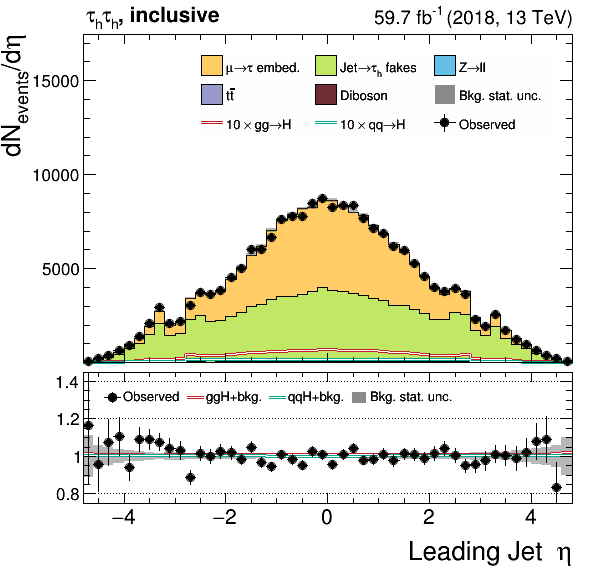 τhτh, inclusive 59.7 fb-1 (2018, 13 TeV)
dNevents/dη
15000
10000
5000
μ→τ embed. Jet→τh fakes Z→ll
tt̅ Diboson Bkg. stat. unc.
10 × gg→H 10 × qq→H Observed
1.4
1.2
1.0
0.8
Observed ggH+bkg. qqH+bkg. Bkg. stat. unc.
−4 −2 0 2 4
Leading Jet η